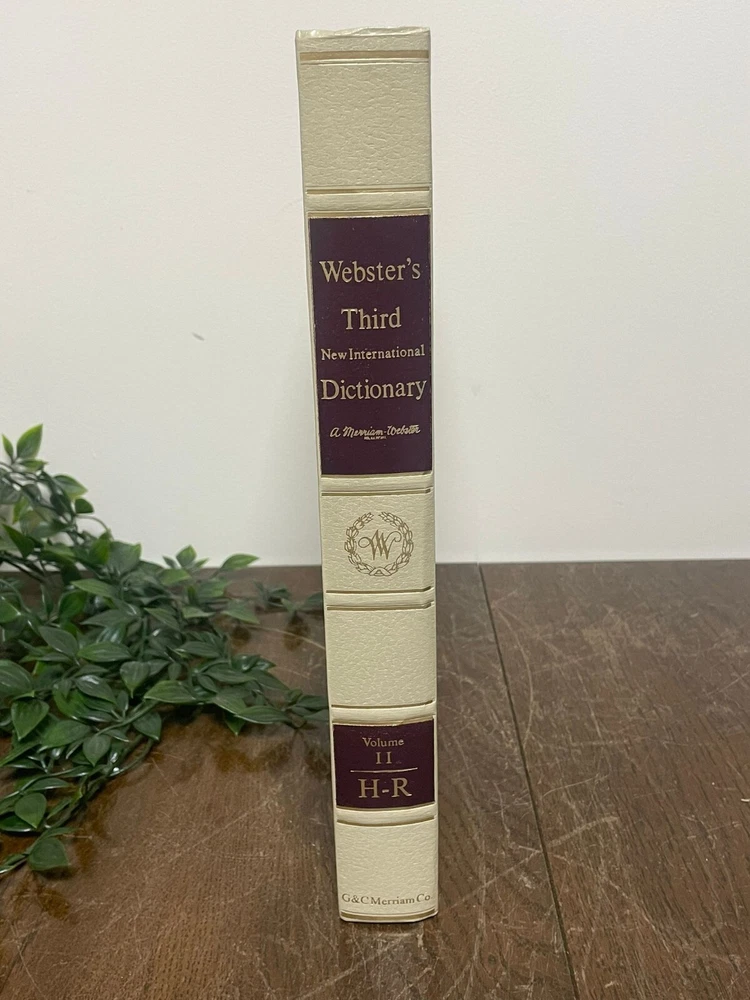 Webster's
Third
New International
Dictionary
A Merriam-Webster
W
Volume
II
H-R
G&C Merriam Co.